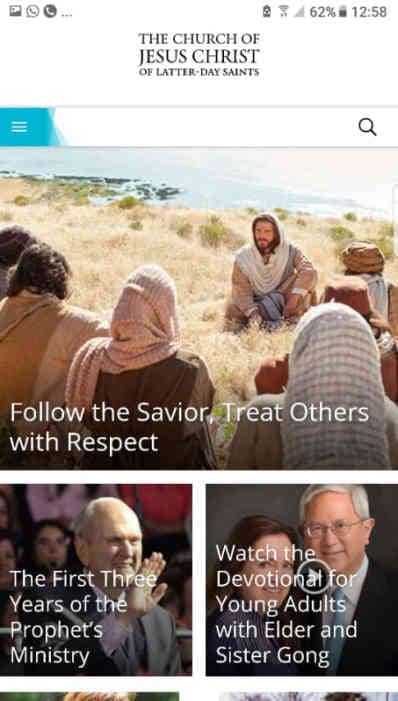 62% 12:58
THE CHURCH OF
JESUS CHRIST
OF LATTER-DAY SAINTS
Follow the Savior, Treat Others
with Respect
The First Three
Years of the
Prophet's
Ministry
Watch the
Devotional for
Young Adults
with Elder and
Sister Gong